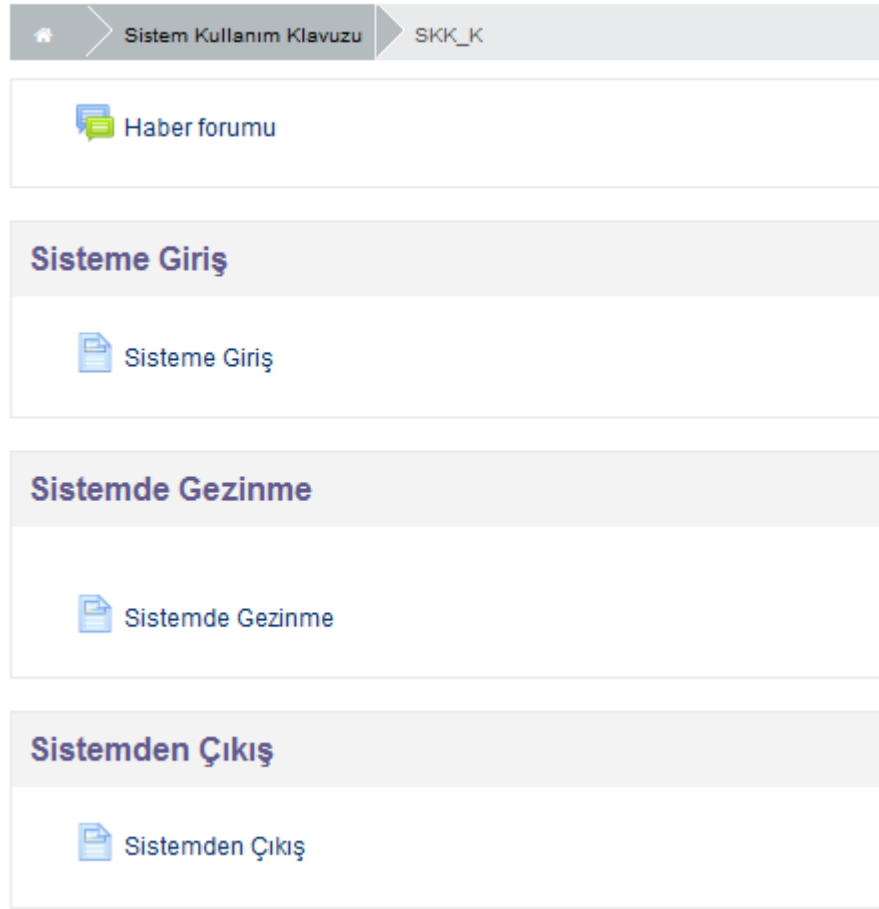 Sistem Kullanım Klavuzu SKK_K
Haber forumu
Sisteme Giriş
Sisteme Giriş
Sistemde Gezinme
Sistemde Gezinme
Sistemden Çıkış
Sistemden Çıkış